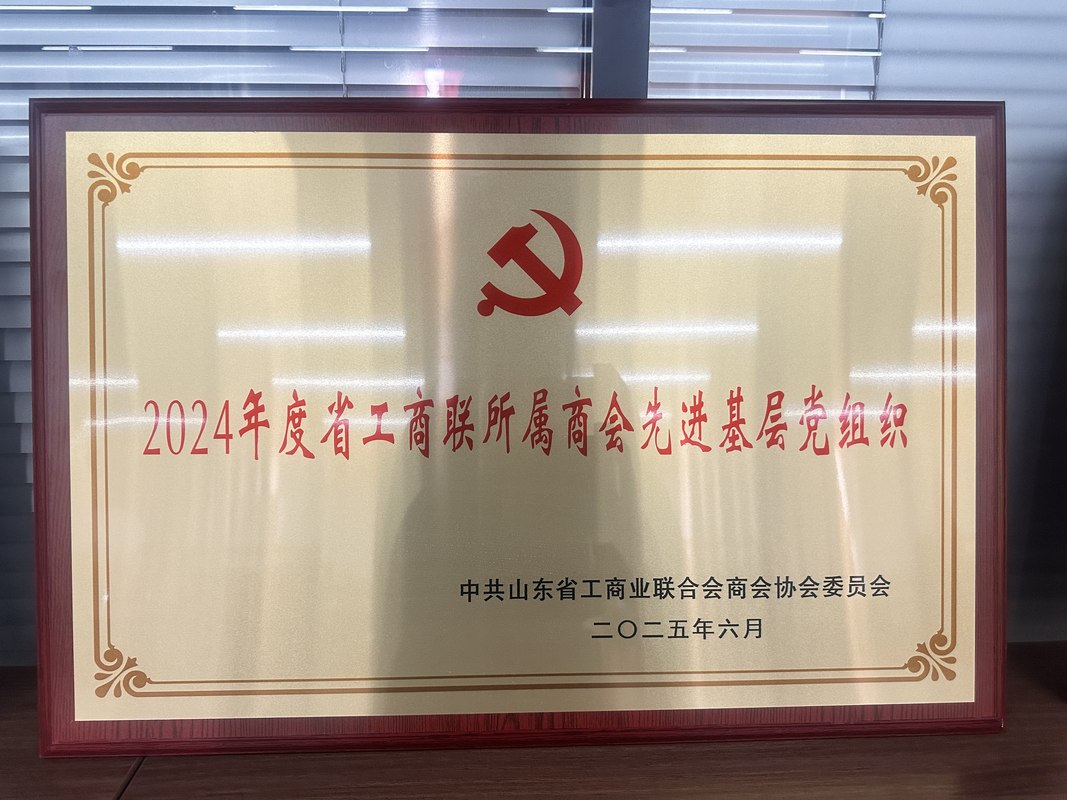 2024年度省工商联所属商会先进基层党组织
中共山东省工商业联合会商会协会委员会
二〇二五年六月